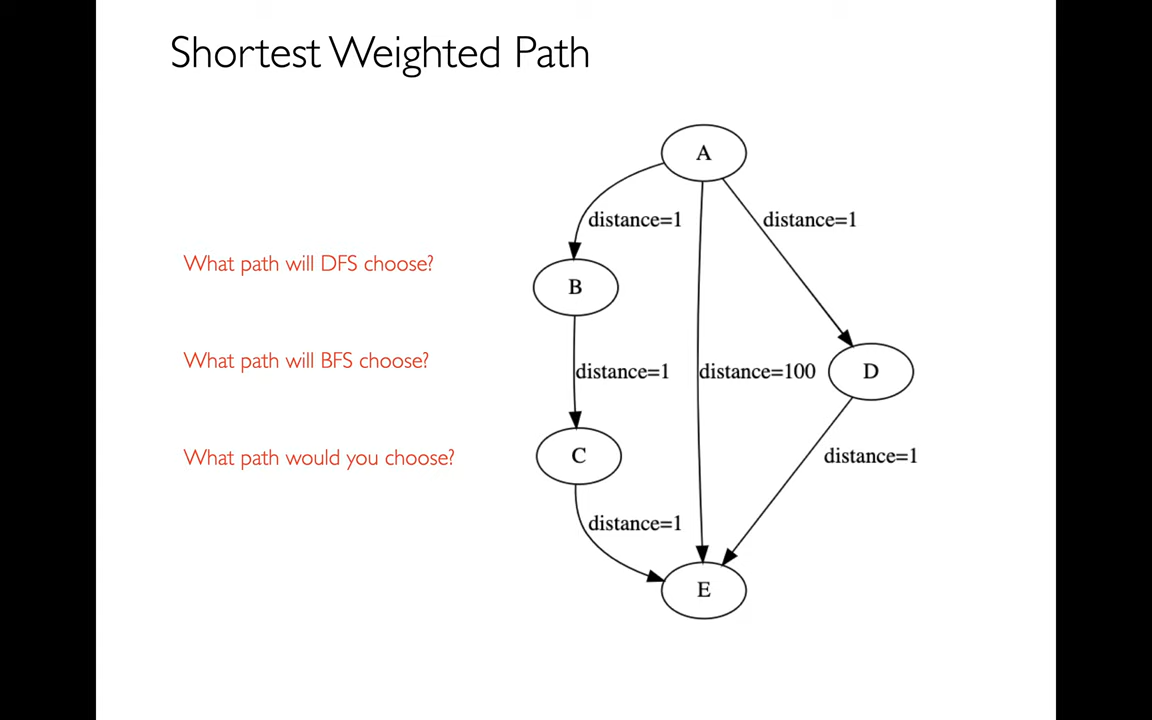 Shortest Weighted Path
A
distance=1
distance=1
What path will DFS choose?
B
What path will BFS choose?
distance=1
distance=100
D
What path would you choose?
C
distance=1
distance=1
E